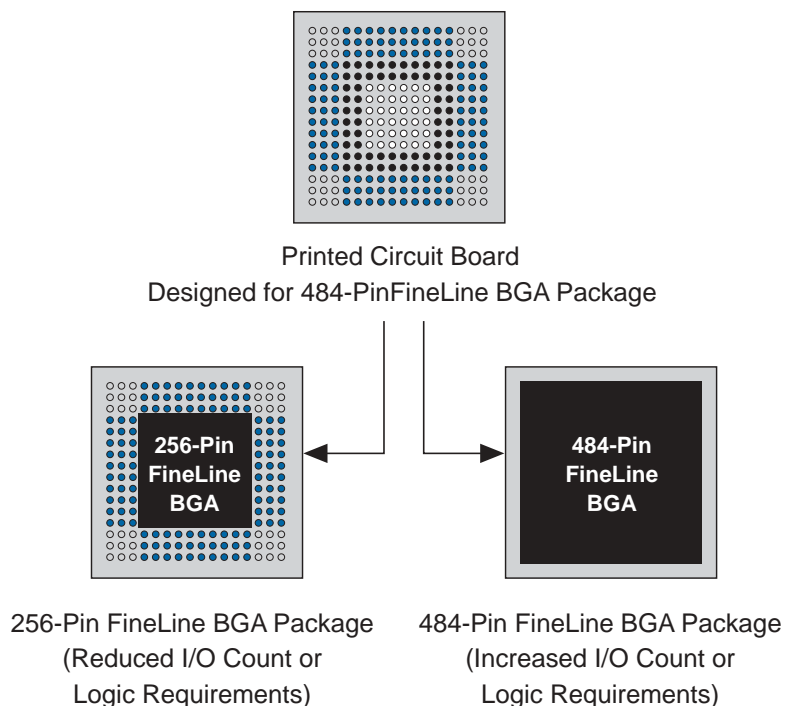 Printed Circuit Board
Designed for 484-PinFineLine BGA Package
256-Pin
FineLine
BGA
484-Pin
FineLine
BGA
256-Pin FineLine BGA Package
(Reduced I/O Count or
Logic Requirements)
484-Pin FineLine BGA Package
(Increased I/O Count or
Logic Requirements)